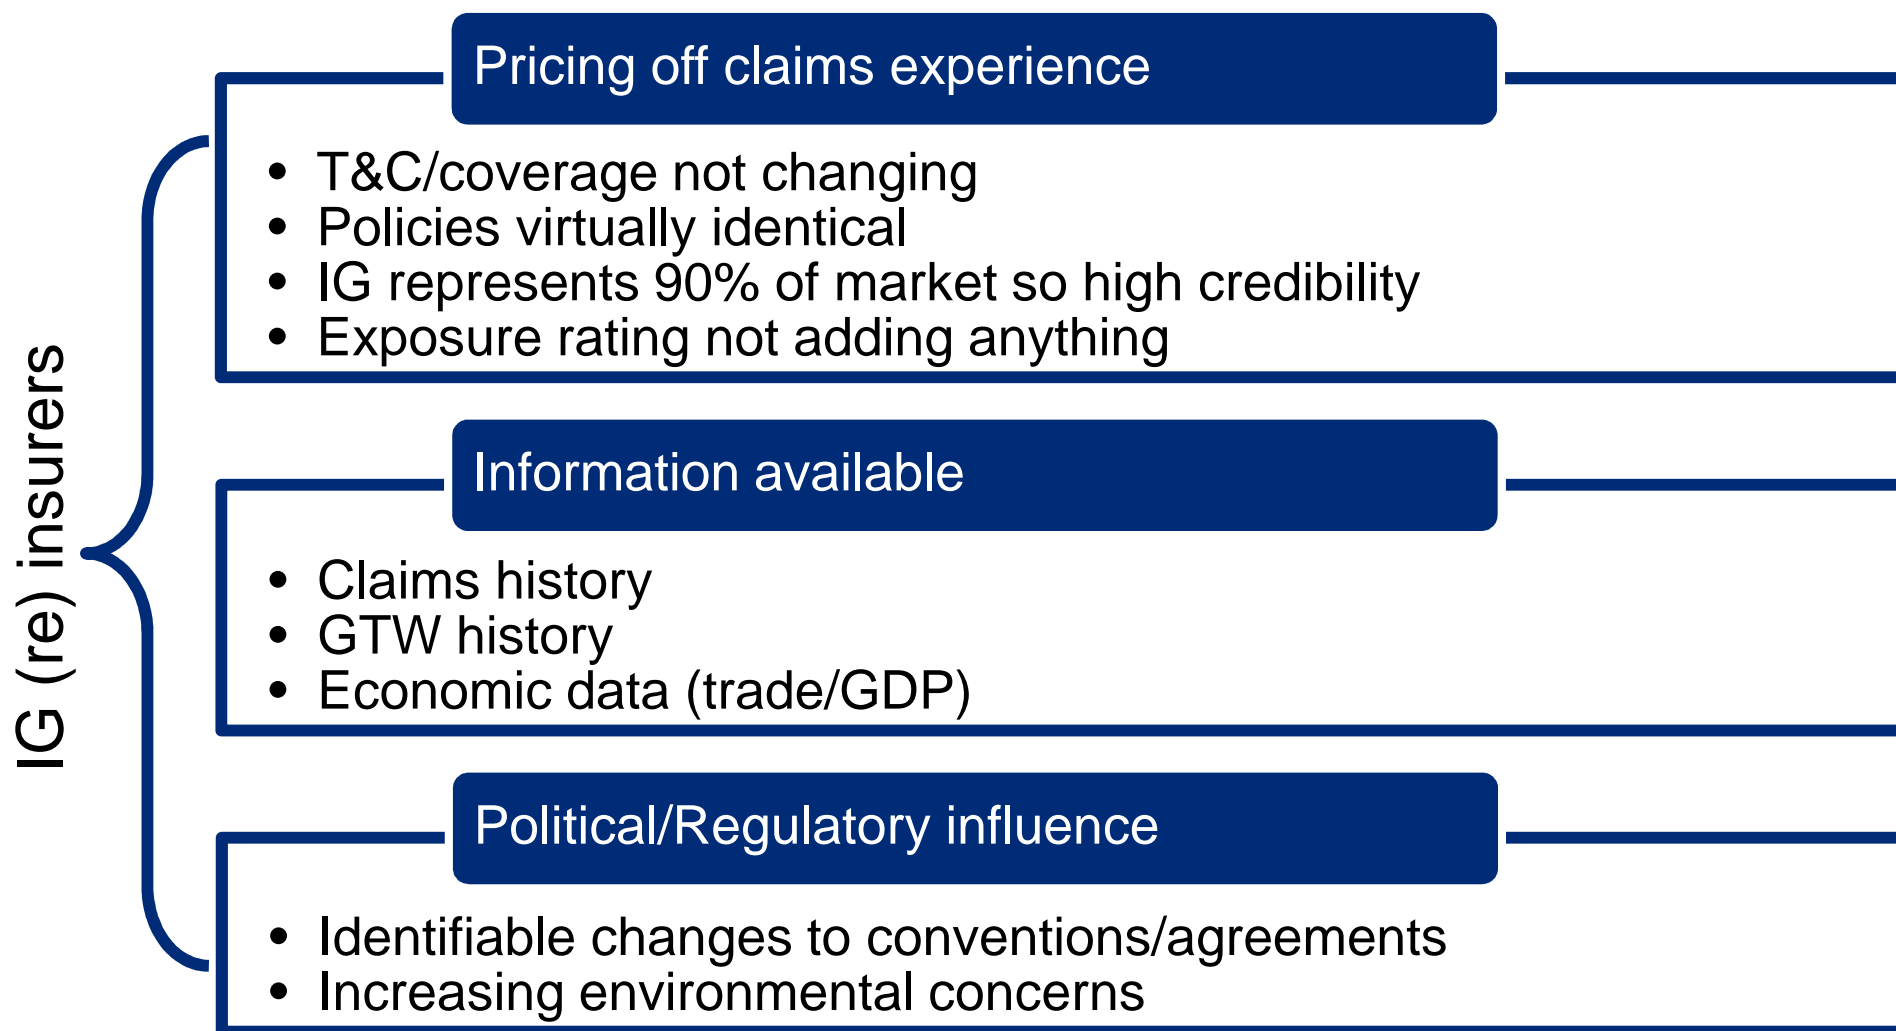 IG (re) insurers
Pricing off claims experience
• T&C/coverage not changing
• Policies virtually identical
• IG represents 90% of market so high credibility
• Exposure rating not adding anything
Information available
• Claims history
• GTW history
• Economic data (trade/GDP)
Political/Regulatory influence
• Identifiable changes to conventions/agreements
• Increasing environmental concerns